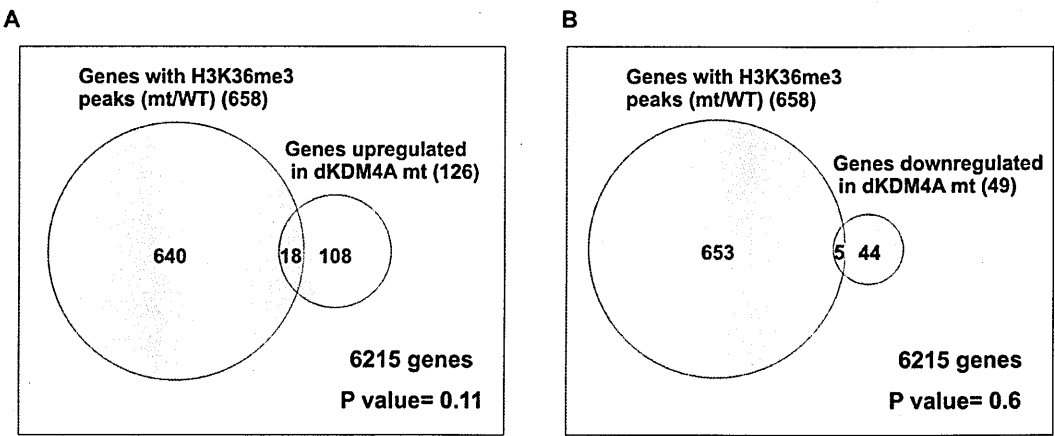 A
Genes with H3K36me3
peaks (mt/WT) (658)
Genes upregulated
in dKDM4A mt (126)
640
18
108
6215 genes
P value= 0.11
B
Genes with H3K36me3
peaks (mt/WT) (658)
Genes downregulated
in dKDM4A mt (49)
653
5
44
6215 genes
P value= 0.6